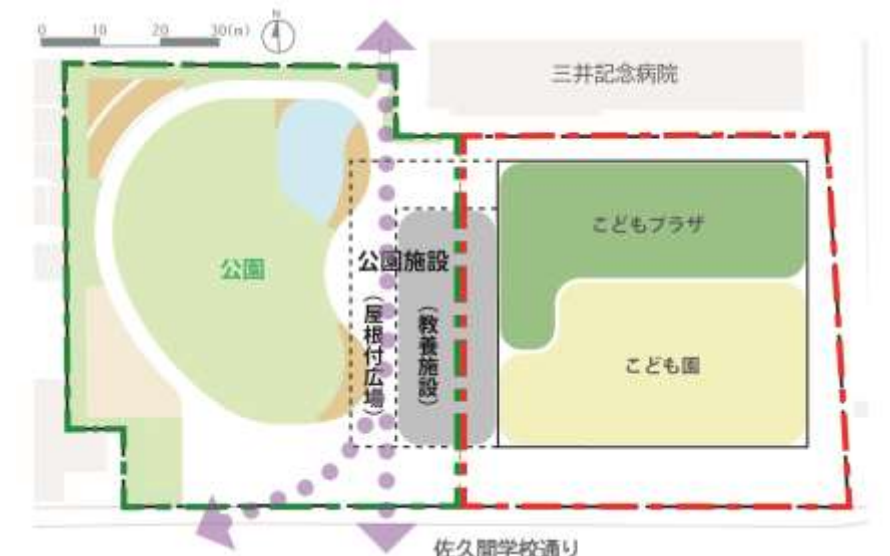 0 10 20 30(m)
N
三井記念病院
こどもプラザ
公園
公園施設
(屋根付広場)
(教養施設)
こども園
佐久間学校通り